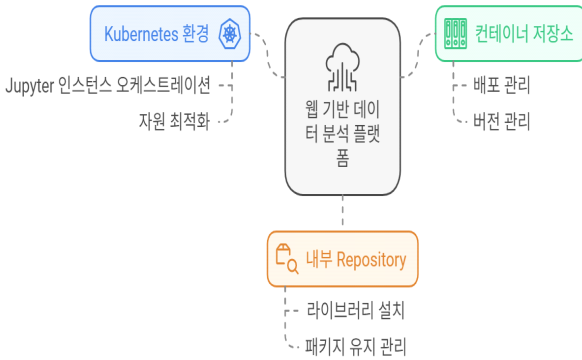 Kubernetes 환경
Jupyter 인스턴스 오케스트레이션
자원 최적화
웹 기반 데이
터 분석 플랫
폼
컨테이너 저장소
배포 관리
버전 관리
내부 Repository
라이브러리 설치
패키지 유지 관리